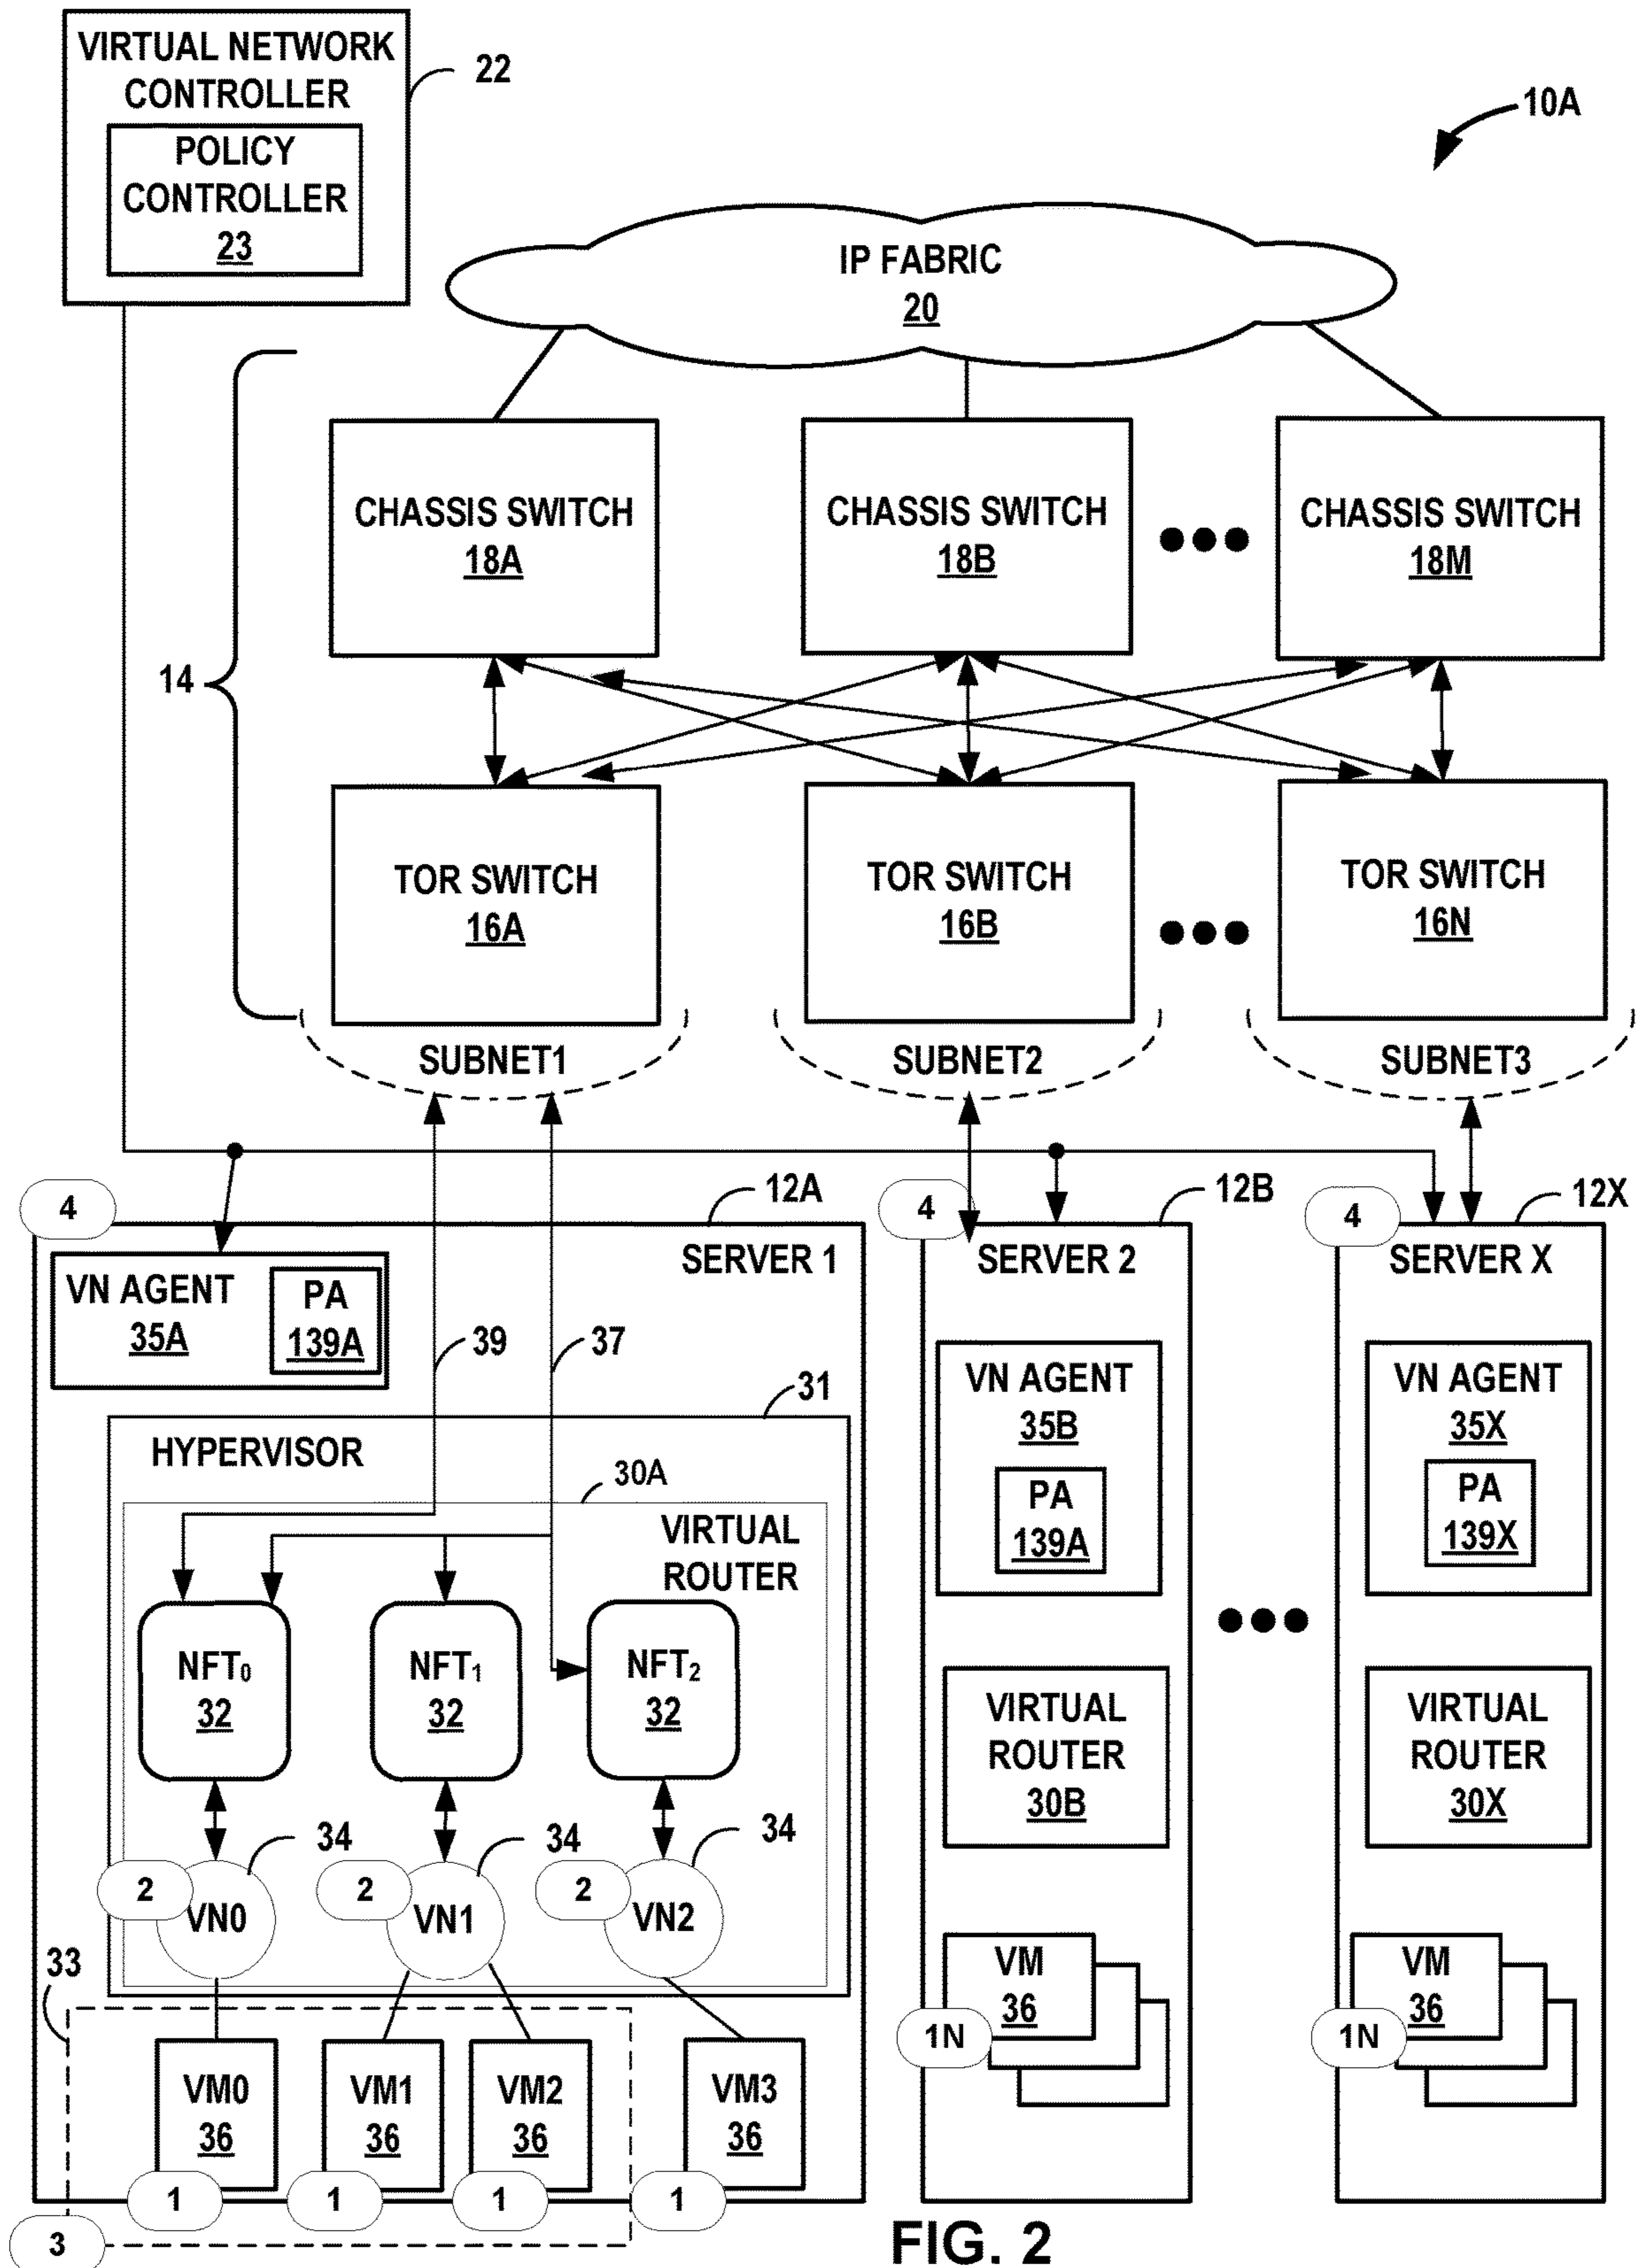 VIRTUAL NETWORK
CONTROLLER
22
POLICY
CONTROLLER
23
10A
IP FABRIC
20
14
CHASSIS SWITCH
18A
CHASSIS SWITCH
18B
CHASSIS SWITCH
18M
TOR SWITCH
16A
TOR SWITCH
16B
TOR SWITCH
16N
SUBNET1
SUBNET2
SUBNET3
4
12A
SERVER 1
VN AGENT
35A
PA
139A
39
37
31
HYPERVISOR
30A
VIRTUAL
ROUTER
NFT₀
32
NFT₁
32
NFT₂
32
34
34
34
2
VN0
2
VN1
2
VN2
33
VM0
36
VM1
36
VM2
36
VM3
36
1
1
1
1
3
4
12B
SERVER 2
VN AGENT
35B
PA
139A
VIRTUAL
ROUTER
30B
VM
36
1N
4
12X
SERVER X
VN AGENT
35X
PA
139X
VIRTUAL
ROUTER
30X
VM
36
1N
FIG. 2